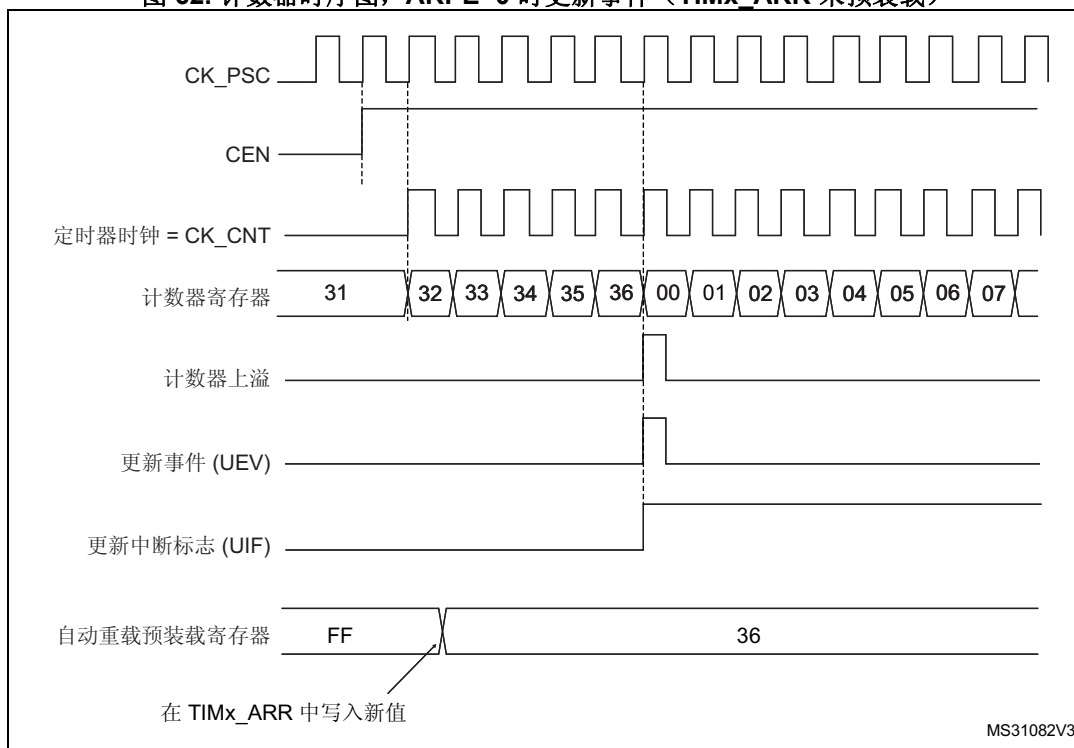 CK_PSC
CEN
定时器时钟 = CK_CNT
计数器寄存器 31 32 33 34 35 36 00 01 02 03 04 05 06 07
计数器上溢
更新事件 (UEV)
更新中断标志 (UIF)
自动重载预装载寄存器 FF 36
在 TIMx_ARR 中写入新值
MS31082V3